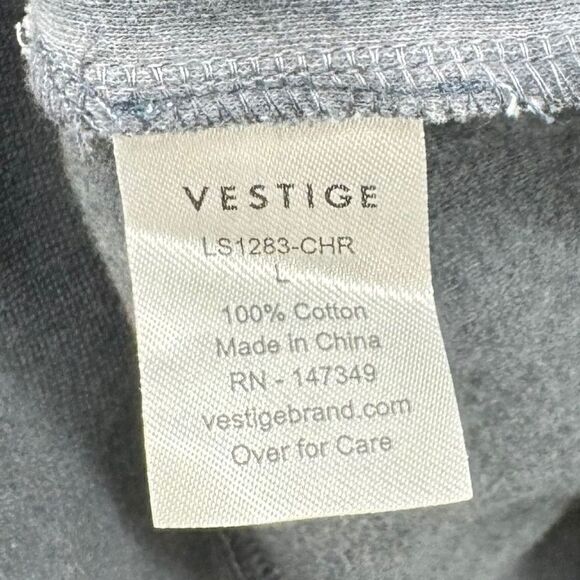 VESTIGE
LS1283-CHR
L
100% Cotton
Made in China
RN - 147349
vestigebrand.com
Over for Care